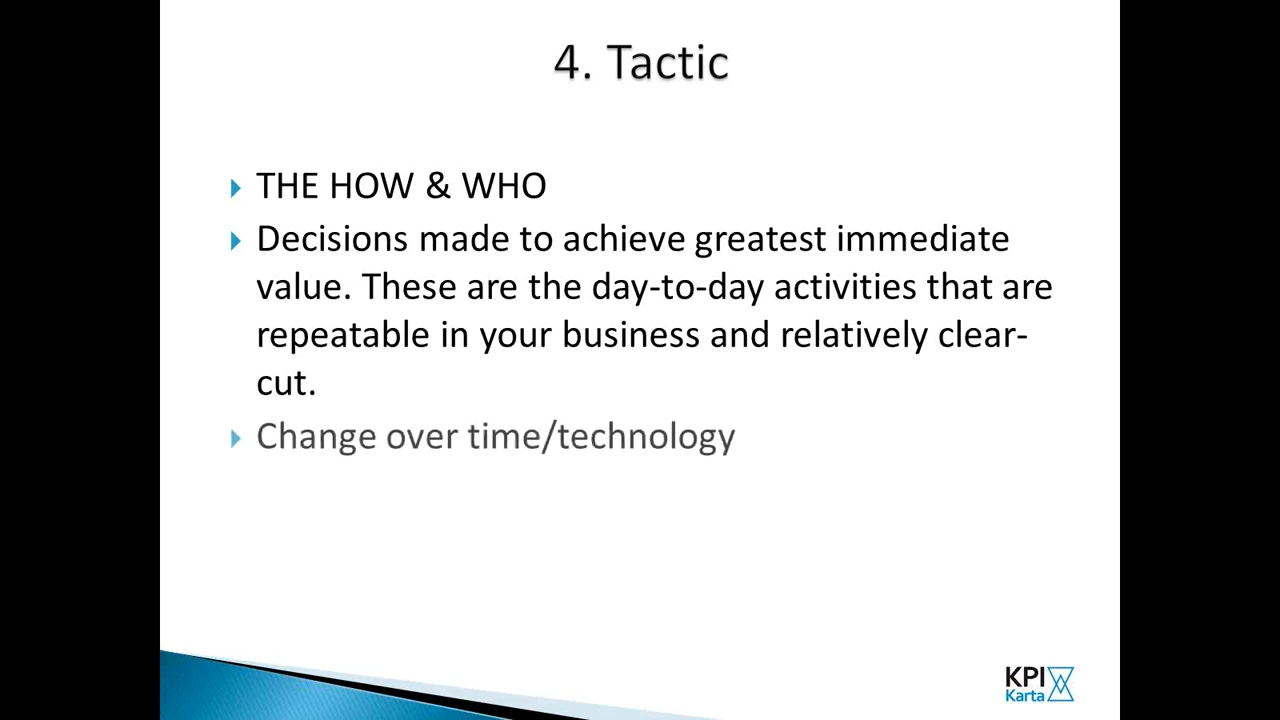 4. Tactic
THE HOW & WHO
Decisions made to achieve greatest immediate
value. These are the day-to-day activities that are
repeatable in your business and relatively clear-
cut.
Change over time/technology
KPI
Karta